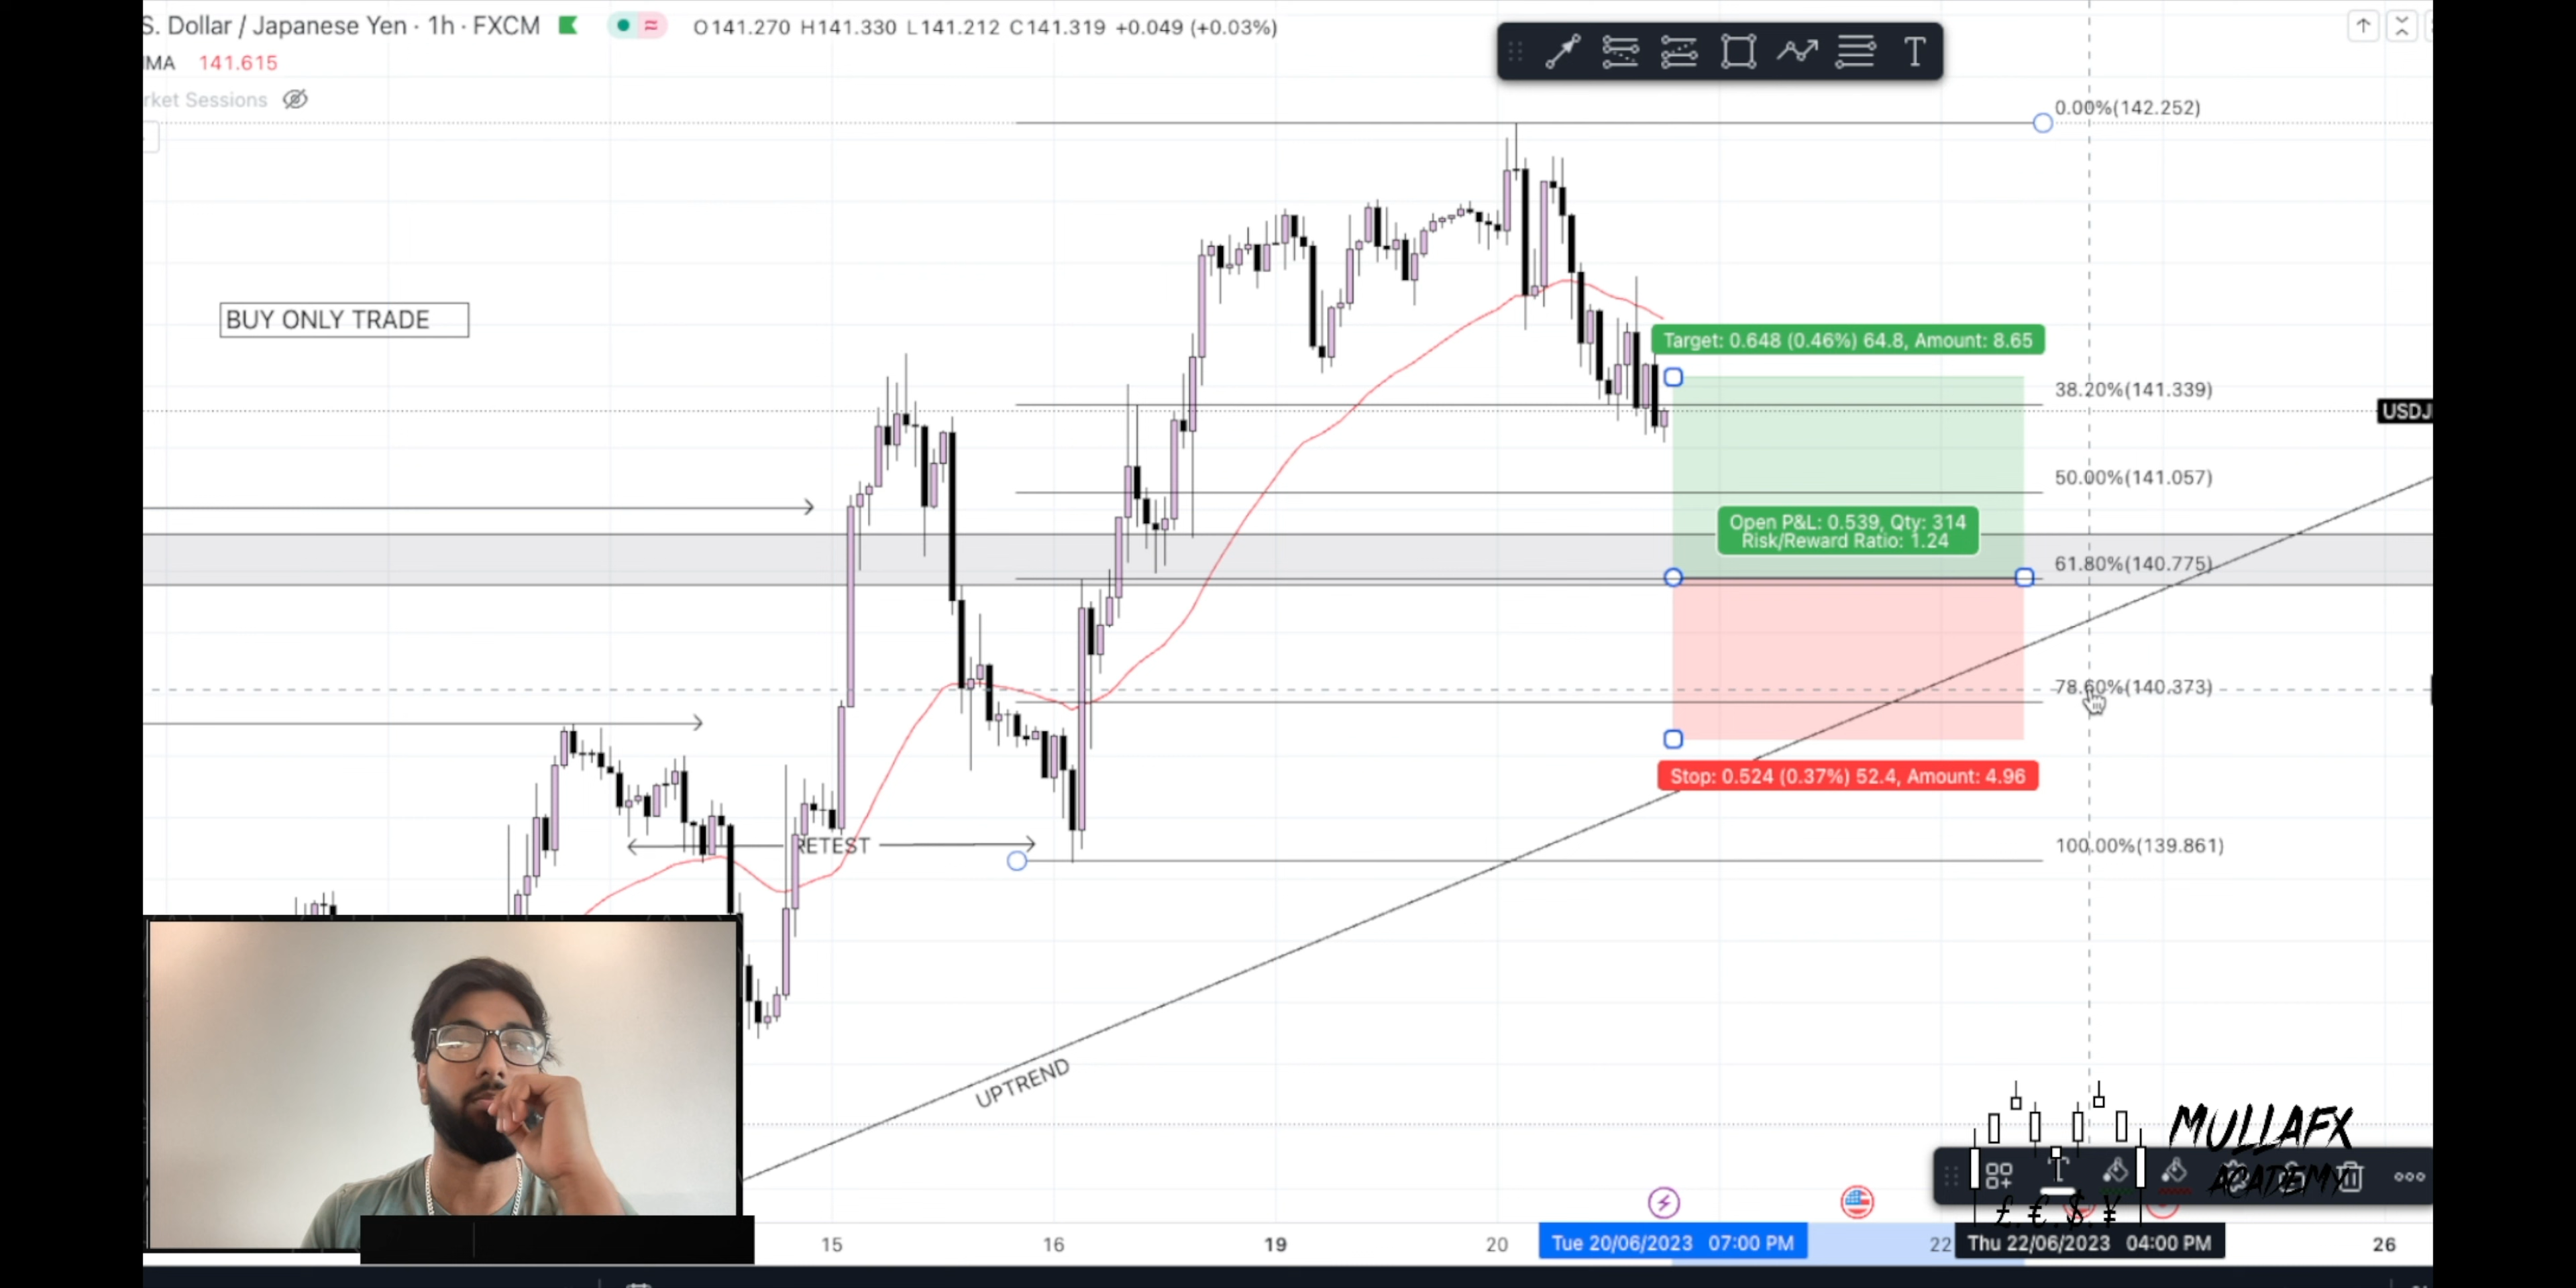 S. Dollar / Japanese Yen · 1h · FXCM O141.270 H141.330 L141.212 C141.319 +0.049 (+0.03%)
MA 141.615
rket Sessions
T
0.00%(142.252)
BUY ONLY TRADE
Target: 0.648 (0.46%) 64.8, Amount: 8.65
38.20%(141.339)
USDJ
50.00%(141.057)
Open P&L: 0.539, Qty: 314
Risk/Reward Ratio: 1.24
61.80%(140.775)
78.60%(140.373)
Stop: 0.524 (0.37%) 52.4, Amount: 4.96
RETEST
100.00%(139.861)
UPTREND
MULLAFX
ACADEMY
£.€.$.¥
15 16 19 20 Tue 20/06/2023 07:00 PM 22 Thu 22/06/2023 04:00 PM 26